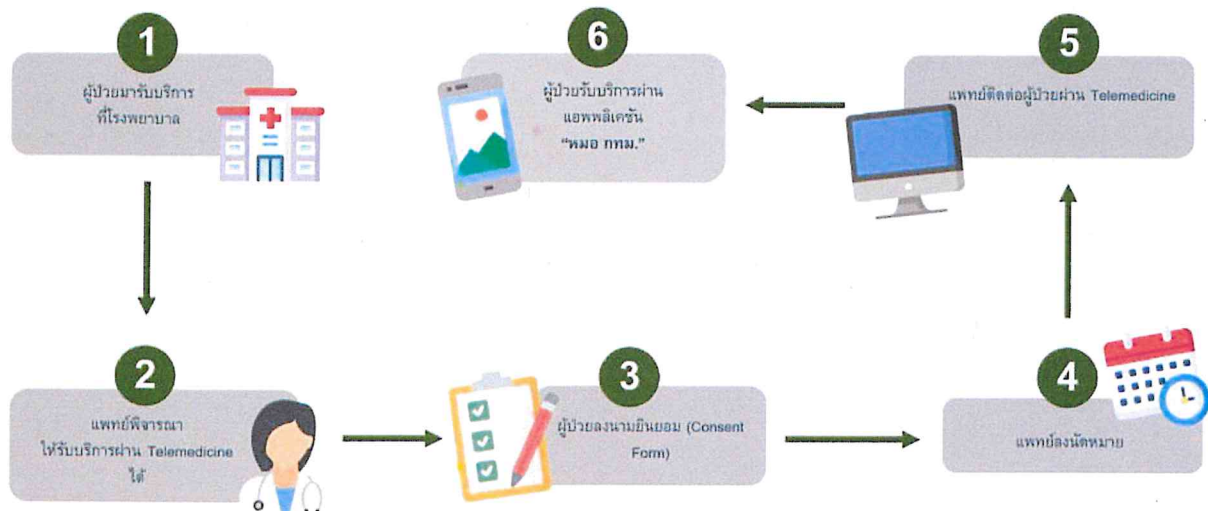 1
ผู้ป่วยมารับบริการ
ที่โรงพยาบาล
2
แพทย์พิจารณา
ให้รับบริการผ่าน Telemedicine
ได้
3
ผู้ป่วยลงนามยินยอม (Consent
Form)
4
แพทย์ลงนัดหมาย
5
แพทย์ติดต่อผู้ป่วยผ่าน Telemedicine
6
ผู้ป่วยรับบริการผ่าน
แอพพลิเคชัน
“หมอ กทม.”